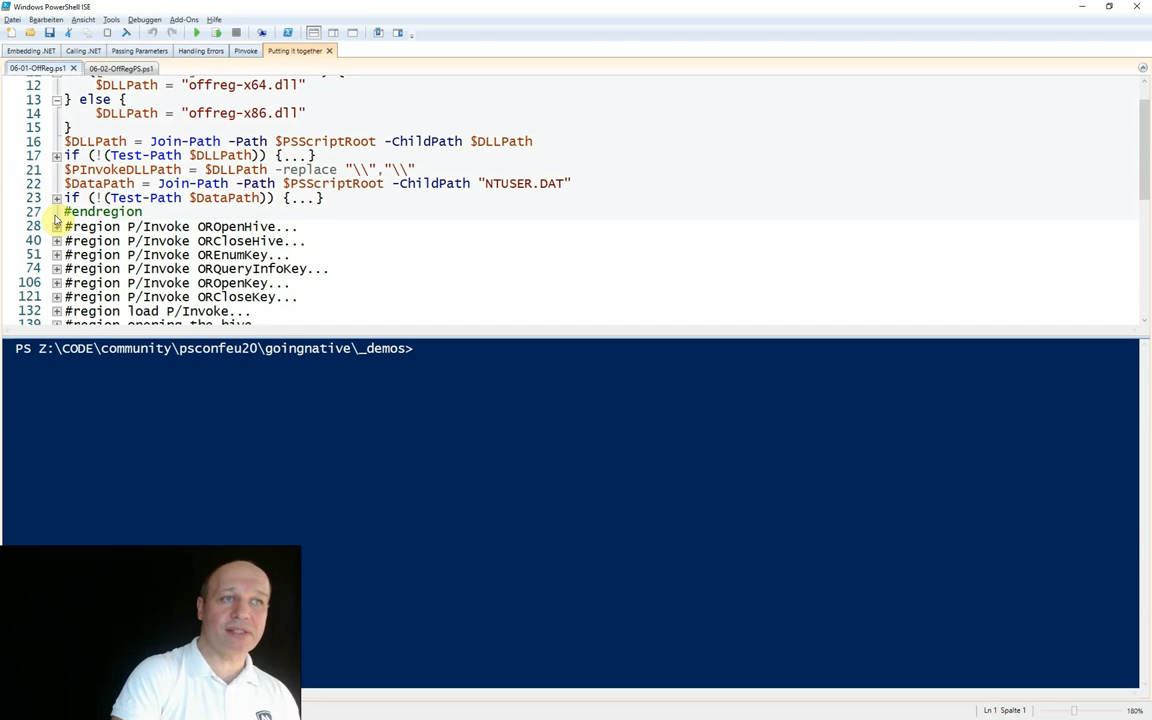 Windows PowerShell ISE
Datei Bearbeiten Ansicht Tools Debuggen Add-Ons Hilfe
Embedding .NET Calling .NET Passing Parameters Handling Errors PInvoke Putting it together
06-01-OffReg.ps1 06-02-OffRegPS.ps1
12 $DLLPath = "offreg-x64.dll"
13 } else {
14 $DLLPath = "offreg-x86.dll"
15 }
16 $DLLPath = Join-Path -Path $PSScriptRoot -ChildPath $DLLPath
17 if (!(Test-Path $DLLPath)) {...}
21 $PInvokeDLLPath = $DLLPath -replace "\\","\\"
22 $DataPath = Join-Path -Path $PSScriptRoot -ChildPath "NTUSER.DAT"
23 if (!(Test-Path $DataPath)) {...}
27 #endregion
28 #region P/Invoke OROpenHive...
40 #region P/Invoke ORCloseHive...
51 #region P/Invoke OREnumKey...
74 #region P/Invoke ORQueryInfoKey...
106 #region P/Invoke OROpenKey...
121 #region P/Invoke ORCloseKey...
132 #region load P/Invoke...
139 #region opening the hive
PS Z:\CODE\community\psconfeu20\goingnative\_demos>
Ln 1 Spalte 1 180%